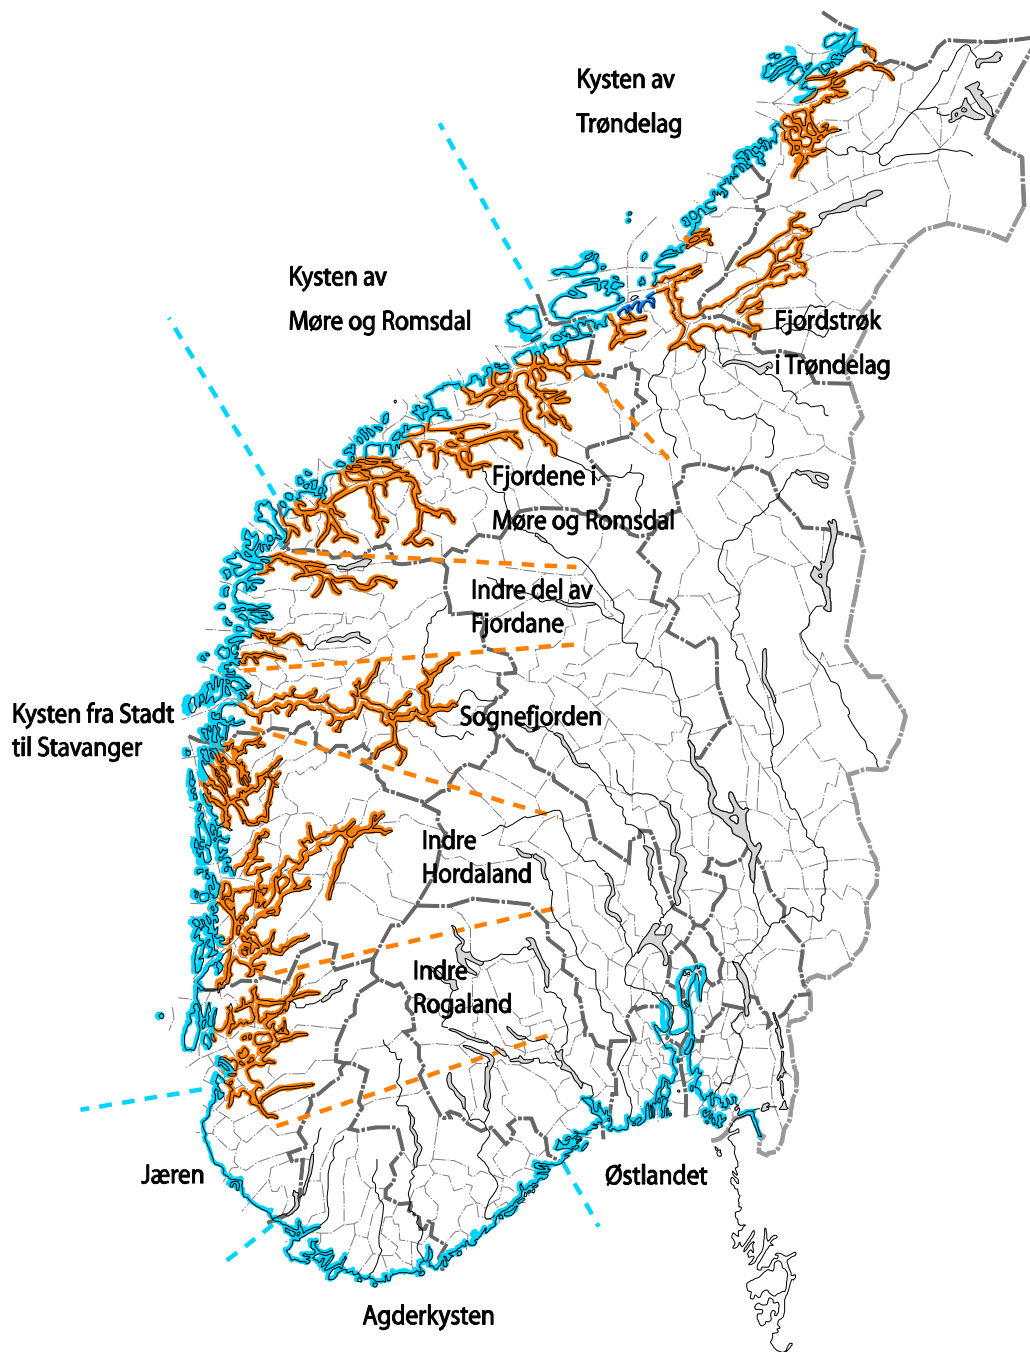 Kysten av
Trøndelag
Kysten av
Møre og Romsdal
Fjordstrøk
i Trøndelag
Fjordene i
Møre og Romsdal
Indre del av
Fjordane
Kysten fra Stadt
til Stavanger
Sognefjorden
Indre
Hordaland
Indre
Rogaland
Jæren
Østlandet
Agderkysten